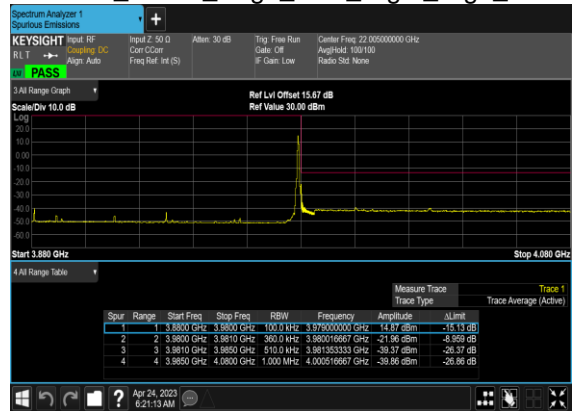 Spectrum Analyzer 1
Spurious Emissions
KEYSIGHT Input: RF Input Z: 50 Ω Atten: 30 dB Trig: Free Run Center Freq: 22.005000000 GHz
RLT Coupling: DC Corr CCorr Gate: Off Avg|Hold: 100/100
Align: Auto Freq Ref: Int (S) IF Gain: Low Radio Std: None
PASS
3 All Range Graph
Ref Lvl Offset 15.67 dB
Scale/Div 10.0 dB Ref Value 30.00 dBm
Log
20.0
10.0
0.00
-10.0
-20.0
-30.0
-40.0
-50.0
-60.0
Start 3.880 GHz Stop 4.080 GHz
4 All Range Table
Measure Trace Trace 1
Trace Type Trace Average (Active)
Spur Range Start Freq Stop Freq RBW Frequency Amplitude ΔLimit
1 1 3.8800 GHz 3.9800 GHz 100.0 kHz 3.979000000 GHz 14.87 dBm -15.13 dB
2 2 3.9800 GHz 3.9810 GHz 360.0 kHz 3.980016667 GHz -21.96 dBm -8.959 dB
3 3 3.9810 GHz 3.9850 GHz 510.0 kHz 3.981353333 GHz -39.37 dBm -26.37 dB
4 4 3.9850 GHz 4.0800 GHz 1.000 MHz 4.000516667 GHz -39.86 dBm -26.86 dB
Apr 24, 2023
6:21:13 AM